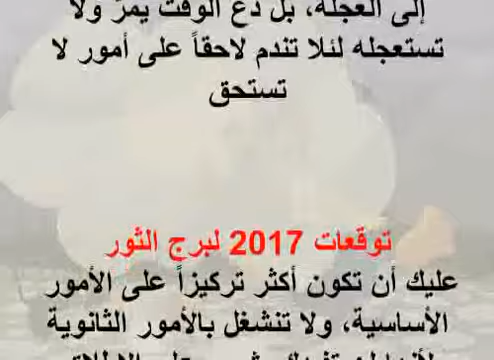 إلى العجلة، بل دع الوقت يمرّ ولا
تستعجله لئلا تندم لاحقاً على أمور لا
تستحق
توقعات 2017 لبرج الثور
عليك أن تكون أكثر تركيزاً على الأمور
الأساسية، ولا تنشغل بالأمور الثانوية